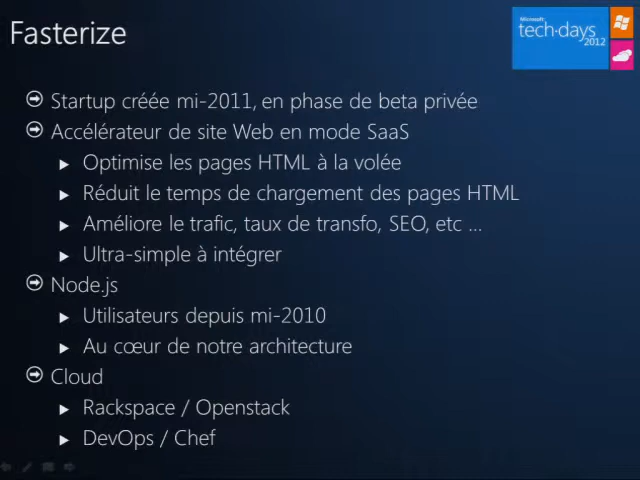 Fasterize
Microsoft
tech·days
2012
Startup créée mi-2011, en phase de beta privée
Accélérateur de site Web en mode SaaS
Optimise les pages HTML à la volée
Réduit le temps de chargement des pages HTML
Améliore le trafic, taux de transfo, SEO, etc ...
Ultra-simple à intégrer
Node.js
Utilisateurs depuis mi-2010
Au cœur de notre architecture
Cloud
Rackspace / Openstack
DevOps / Chef